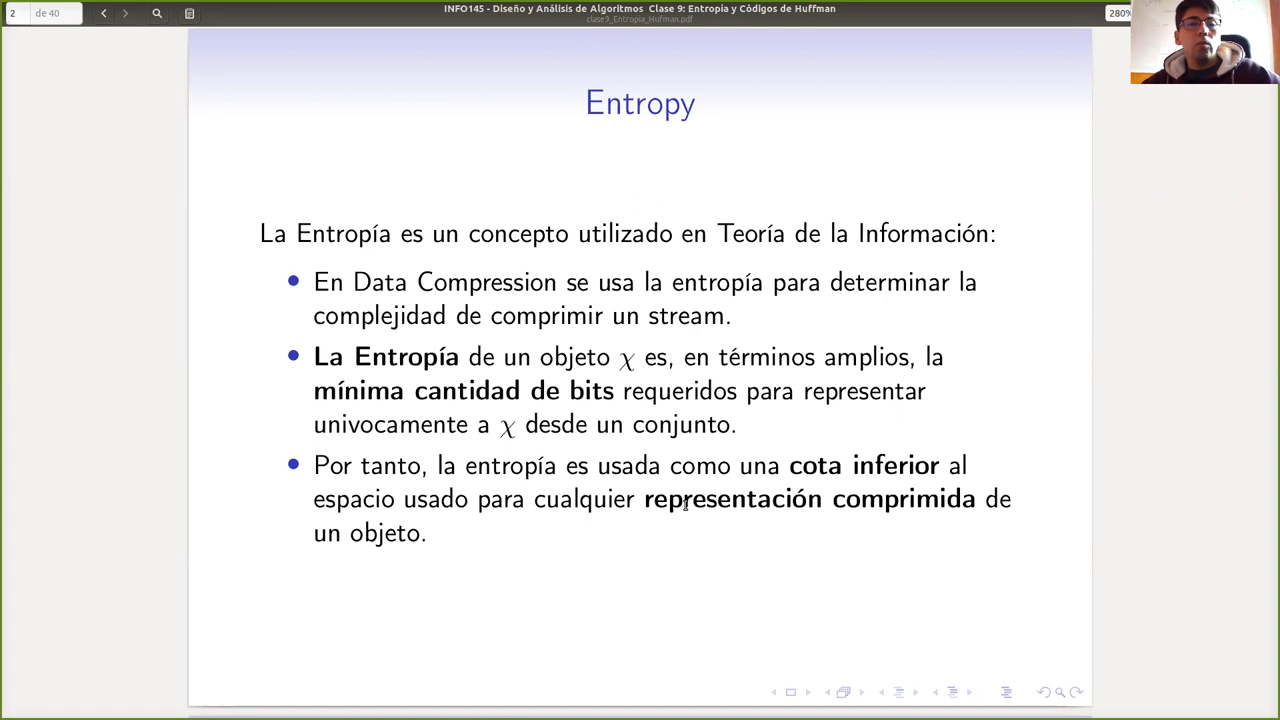 2 de 40
INFO145 - Diseño y Análisis de Algoritmos Clase 9: Entropía y Códigos de Huffman
clase9_Entropia_Hufman.pdf
280%
Entropy
La Entropía es un concepto utilizado en Teoría de la Información:
• En Data Compression se usa la entropía para determinar la
complejidad de comprimir un stream.
• La Entropía de un objeto χ es, en términos amplios, la
mínima cantidad de bits requeridos para representar
univocamente a χ desde un conjunto.
• Por tanto, la entropía es usada como una cota inferior al
espacio usado para cualquier representación comprimida de
un objeto.